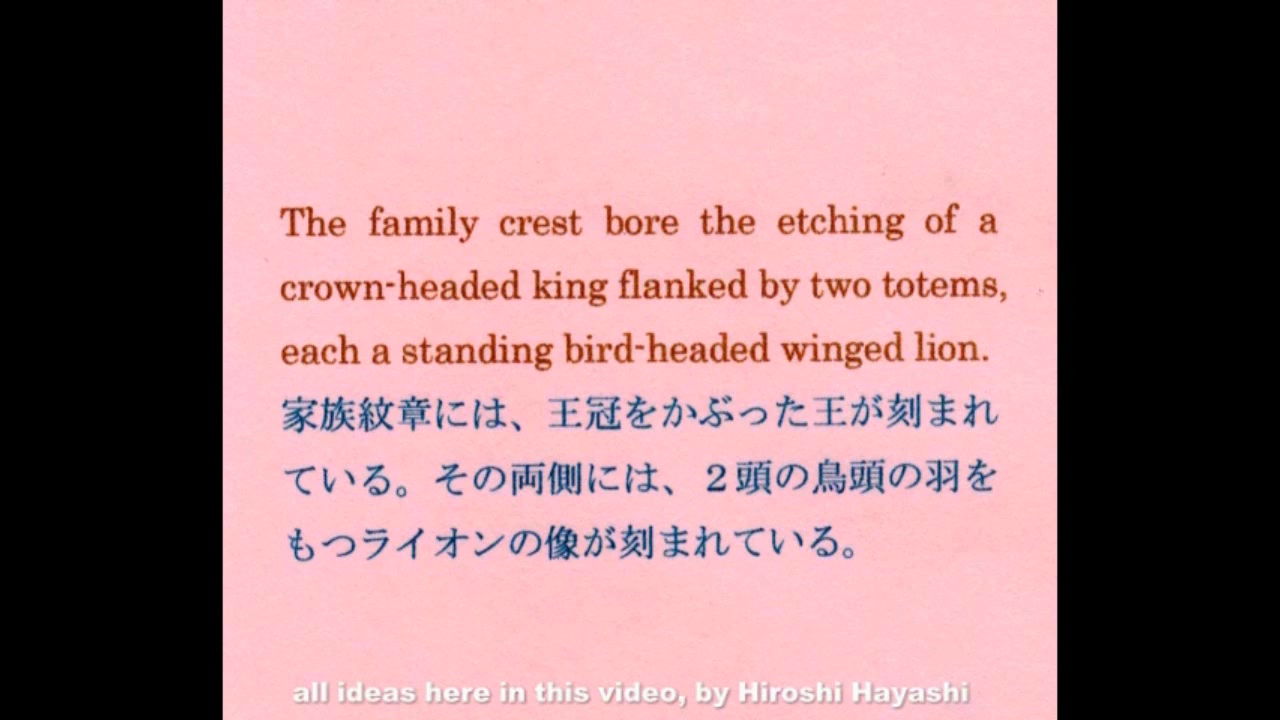 The family crest bore the etching of a
crown-headed king flanked by two totems,
each a standing bird-headed winged lion.
家族紋章には、王冠をかぶった王が刻まれ
ている。その両側には、２頭の鳥頭の羽を
もつライオンの像が刻まれている。
all ideas here in this video, by Hiroshi Hayashi